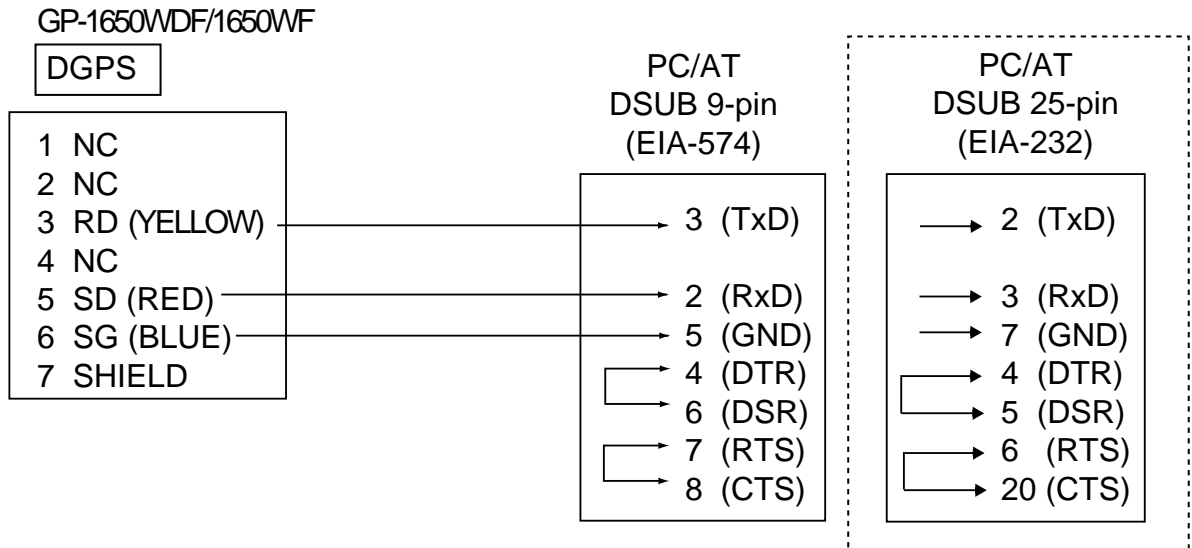 GP-1650WDF/1650WF
DGPS
1 NC
2 NC
3 RD (YELLOW)
4 NC
5 SD (RED)
6 SG (BLUE)
7 SHIELD
PC/AT
DSUB 9-pin
(EIA-574)
3 (TxD)
2 (RxD)
5 (GND)
4 (DTR)
6 (DSR)
7 (RTS)
8 (CTS)
PC/AT
DSUB 25-pin
(EIA-232)
2 (TxD)
3 (RxD)
7 (GND)
4 (DTR)
5 (DSR)
6 (RTS)
20 (CTS)